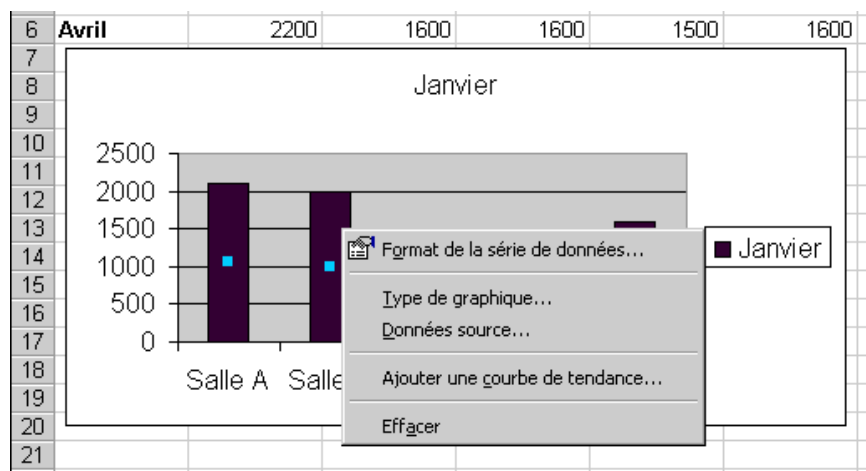 6 Avril 2200 1600 1600 1500 1600
7
8 Janvier
9
10 2500
11
12 2000
13 1500 Format de la série de données...
14 1000 Janvier
15 Type de graphique...
16 500 Données source...
17 0
18 Salle A Salle Ajouter une courbe de tendance...
19
20 Effacer
21